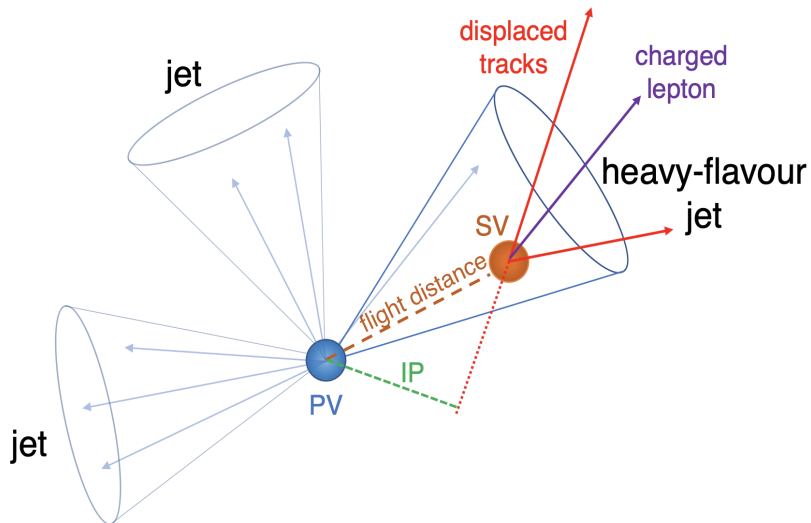 displaced
tracks
charged
lepton
jet
heavy-flavour
jet
SV
flight distance
IP
PV
jet